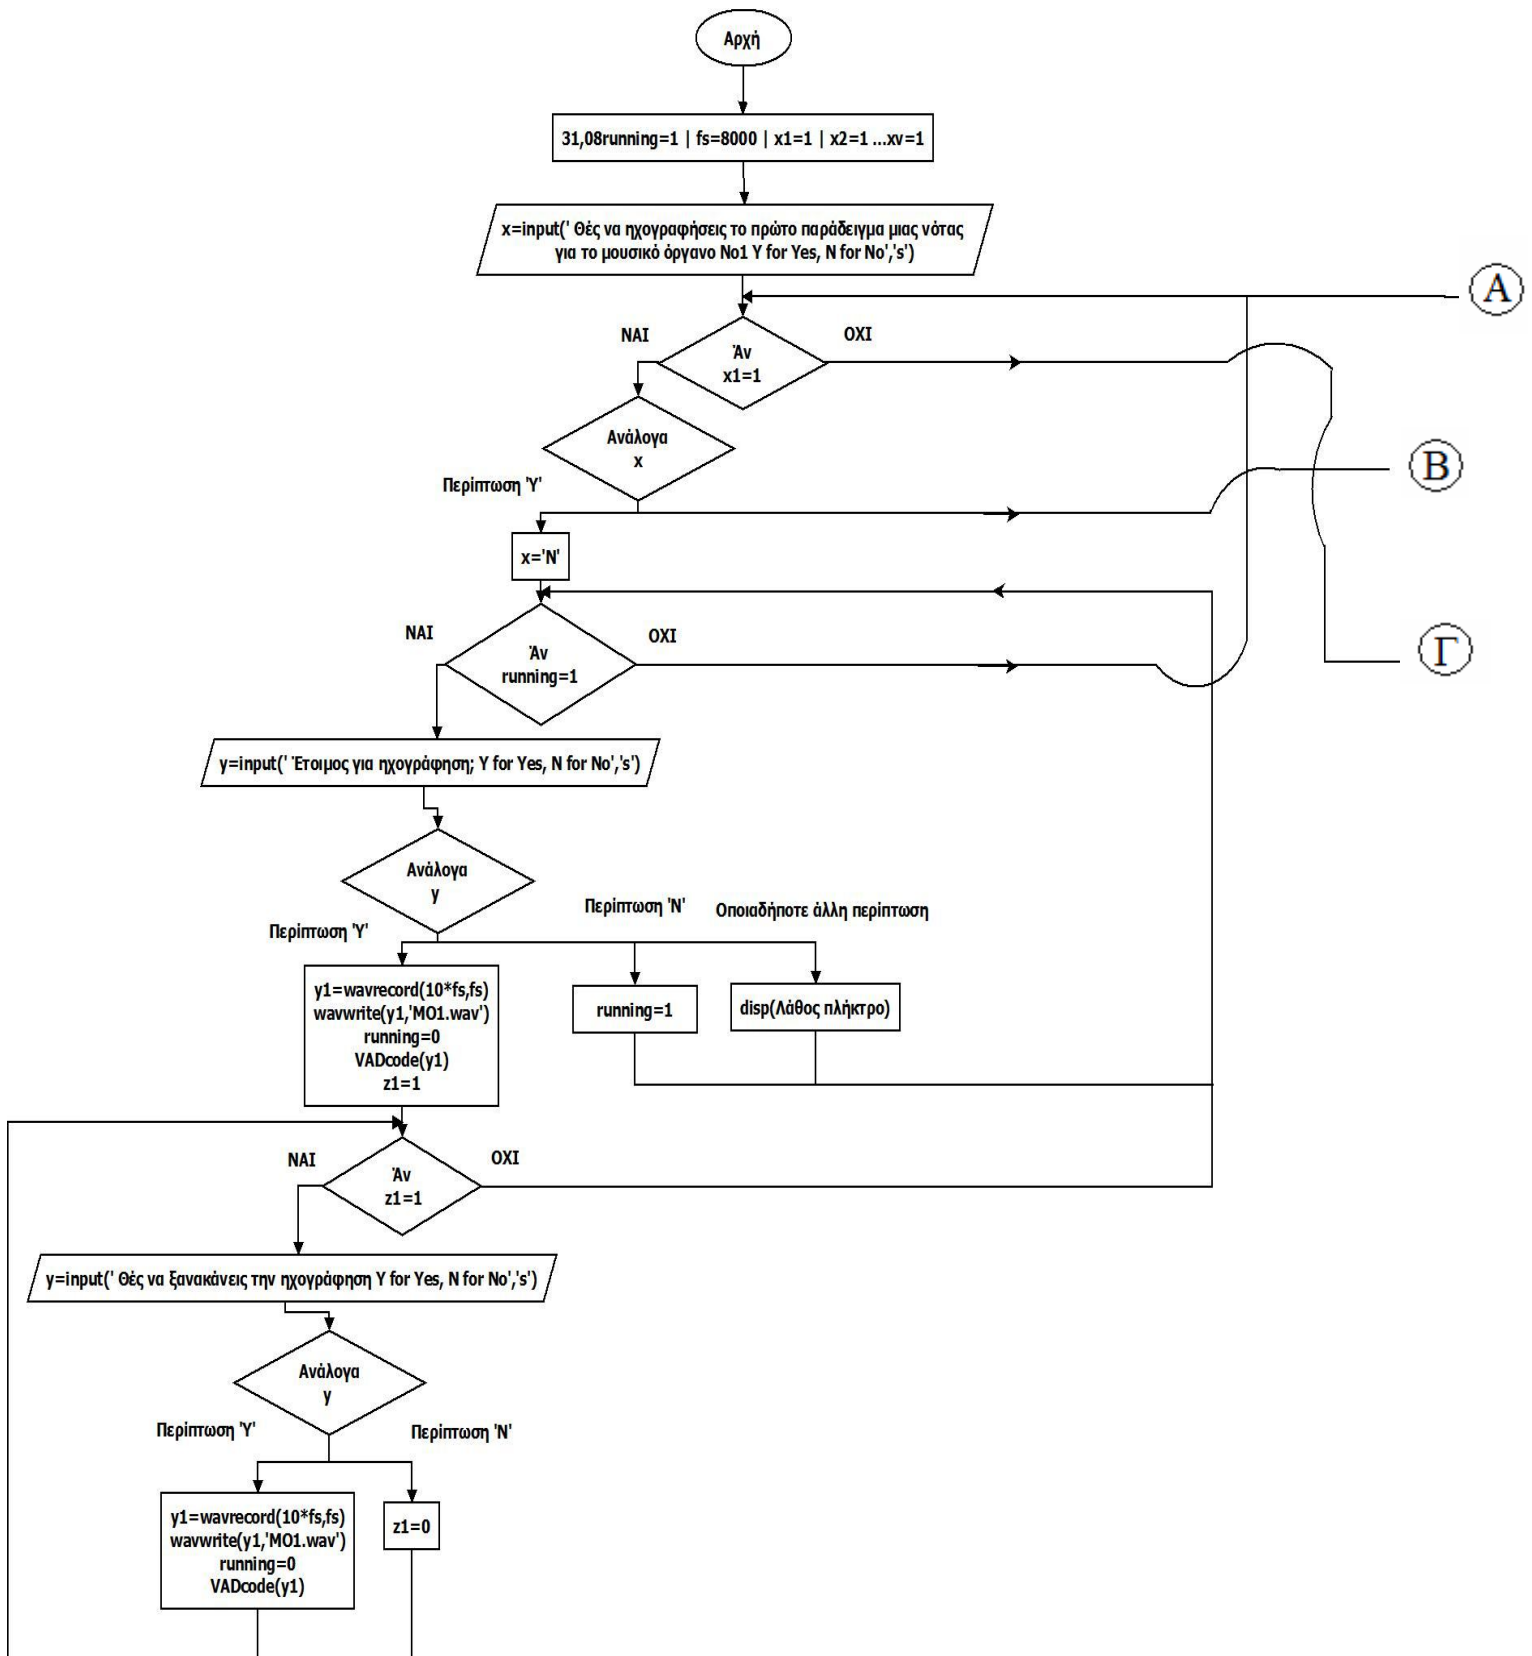 Αρχή
31,08running=1 | fs=8000 | x1=1 | x2=1 ...xν=1
x=input(' Θές να ηχογραφήσεις το πρώτο παράδειγμα μιας νότας
για το μουσικό όργανο No1 Y for Yes, N for No','s')
Α
ΝΑΙ
ΟΧΙ
Άν
x1=1
Ανάλογα
x
Β
Περίπτωση 'Υ'
x='N'
ΝΑΙ
ΟΧΙ
Άν
running=1
Γ
y=input(' Έτοιμος για ηχογράφηση; Y for Yes, N for No','s')
Ανάλογα
y
Περίπτωση 'Υ'
Περίπτωση 'Ν'
Οποιαδήποτε άλλη περίπτωση
y1=wavrecord(10*fs,fs)
wavwrite(y1,'MO1.wav')
running=0
VADcode(y1)
z1=1
running=1
disp(Λάθος πλήκτρο)
ΝΑΙ
ΟΧΙ
Άν
z1=1
y=input(' Θές να ξανακάνεις την ηχογράφηση Y for Yes, N for No','s')
Ανάλογα
y
Περίπτωση 'Υ'
Περίπτωση 'Ν'
y1=wavrecord(10*fs,fs)
wavwrite(y1,'MO1.wav')
running=0
VADcode(y1)
z1=0